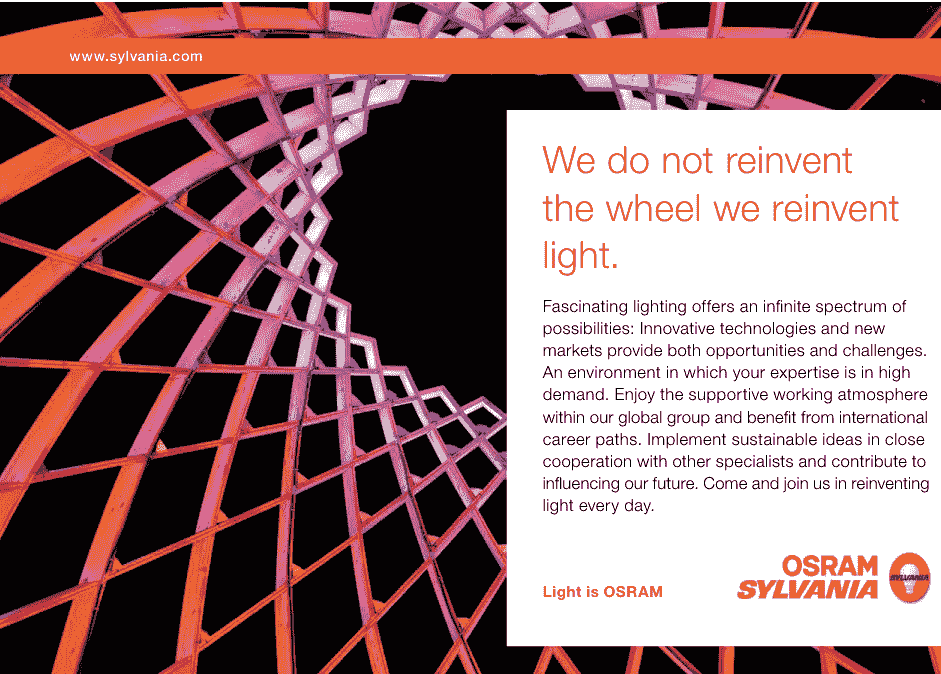 www.sylvania.com
We do not reinvent
the wheel we reinvent
light.
Fascinating lighting offers an infinite spectrum of
possibilities: Innovative technologies and new
markets provide both opportunities and challenges.
An environment in which your expertise is in high
demand. Enjoy the supportive working atmosphere
within our global group and benefit from international
career paths. Implement sustainable ideas in close
cooperation with other specialists and contribute to
influencing our future. Come and join us in reinventing
light every day.
Light is OSRAM
OSRAM
SYLVANIA
SYLVANIA